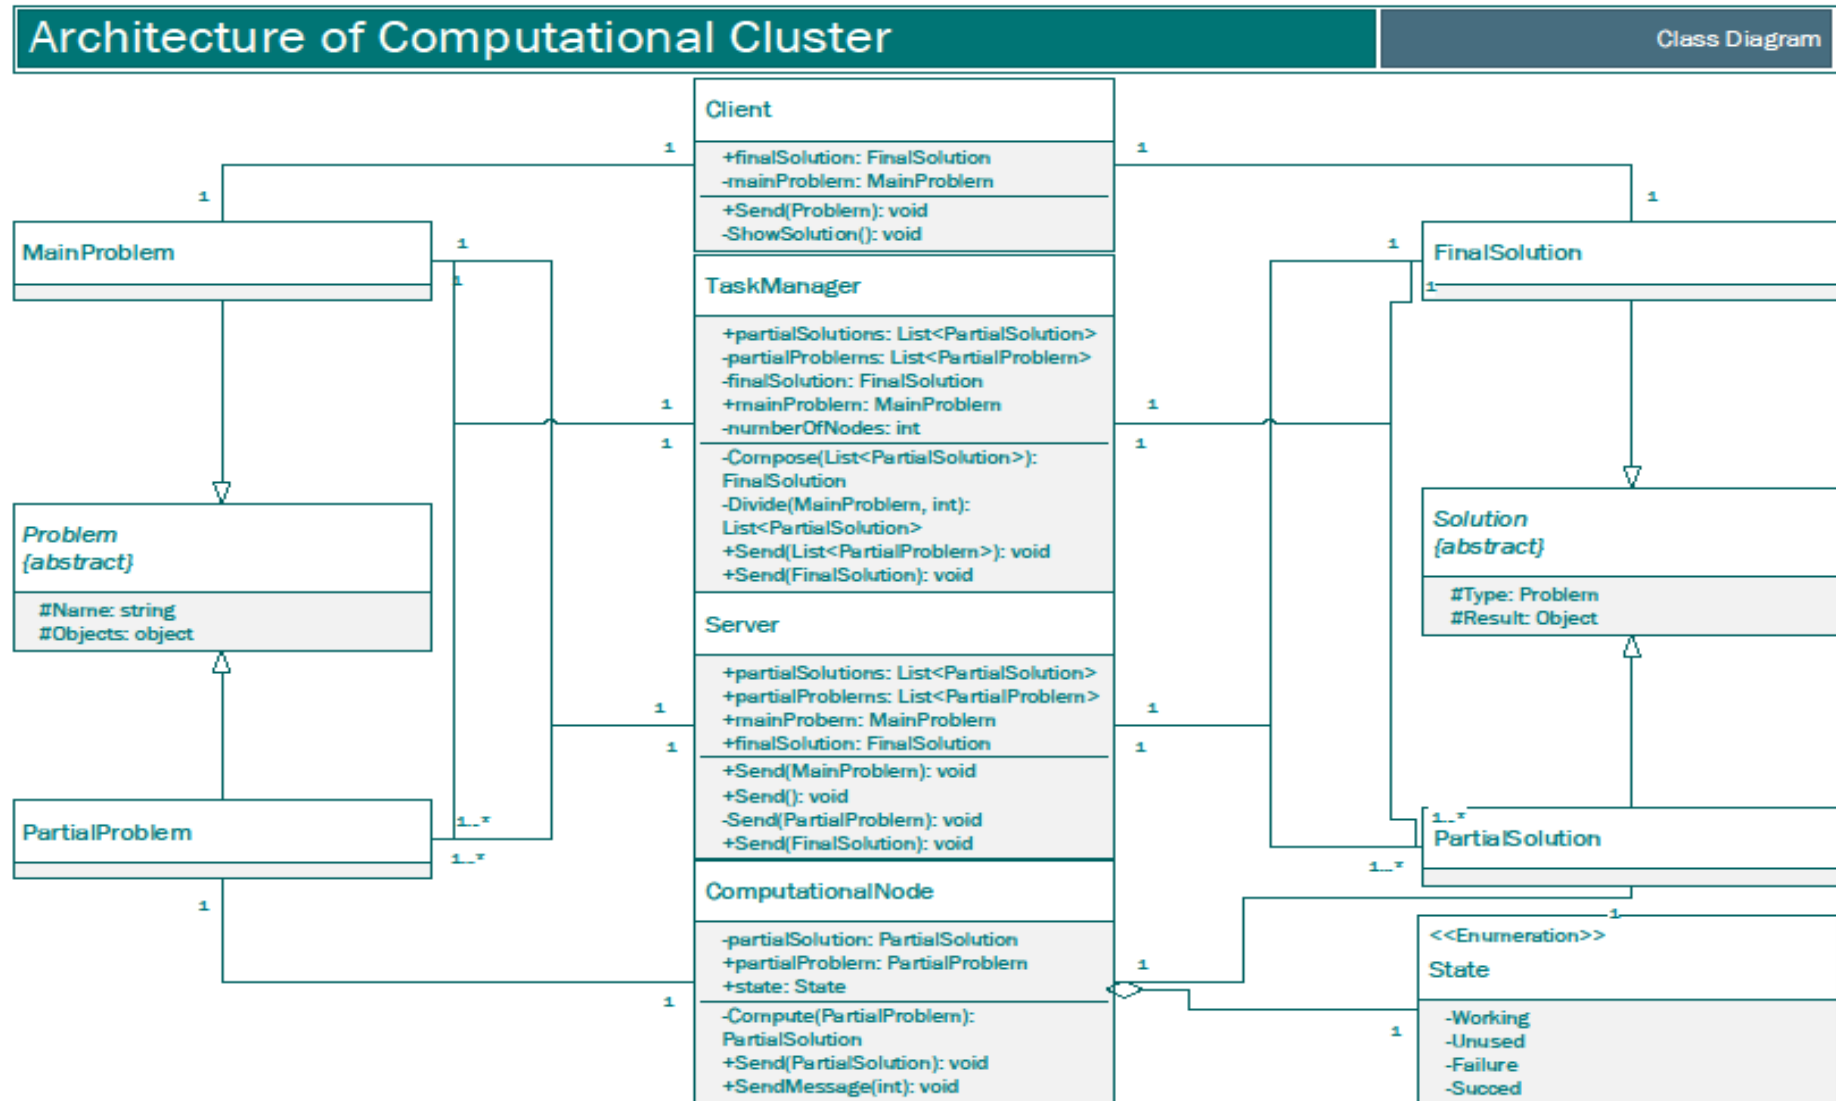 Architecture of Computational Cluster
Class Diagram
Client
+finalSolution: FinalSolution
-mainProblem: MainProblem
+Send(Problem): void
-ShowSolution(): void
1
1
1
1
MainProblem
1
1
FinalSolution
1
1
TaskManager
+partialSolutions: List<PartialSolution>
-partialProblems: List<PartialProblem>
-finalSolution: FinalSolution
+mainProblem: MainProblem
-numberOfNodes: int
-Compose(List<PartialSolution>):
FinalSolution
-Divide(MainProblem, int):
List<PartialSolution>
+Send(List<PartialProblem>): void
+Send(FinalSolution): void
1
1
1
1
Problem
{abstract}
#Name: string
#Objects: object
Solution
{abstract}
#Type: Problem
#Result: Object
Server
+partialSolutions: List<PartialSolution>
+partialProblems: List<PartialProblem>
+mainProbem: MainProblem
+finalSolution: FinalSolution
+Send(MainProblem): void
+Send(): void
-Send(PartialProblem): void
+Send(FinalSolution): void
1
1
1
1
PartialProblem
1..*
1..*
1
1..*
PartialSolution
1..*
1
ComputationalNode
-partialSolution: PartialSolution
+partialProblem: PartialProblem
+state: State
-Compute(PartialProblem):
PartialSolution
+Send(PartialSolution): void
+SendMessage(int): void
1
1
1
<<Enumeration>>
State
-Working
-Unused
-Failure
-Succed